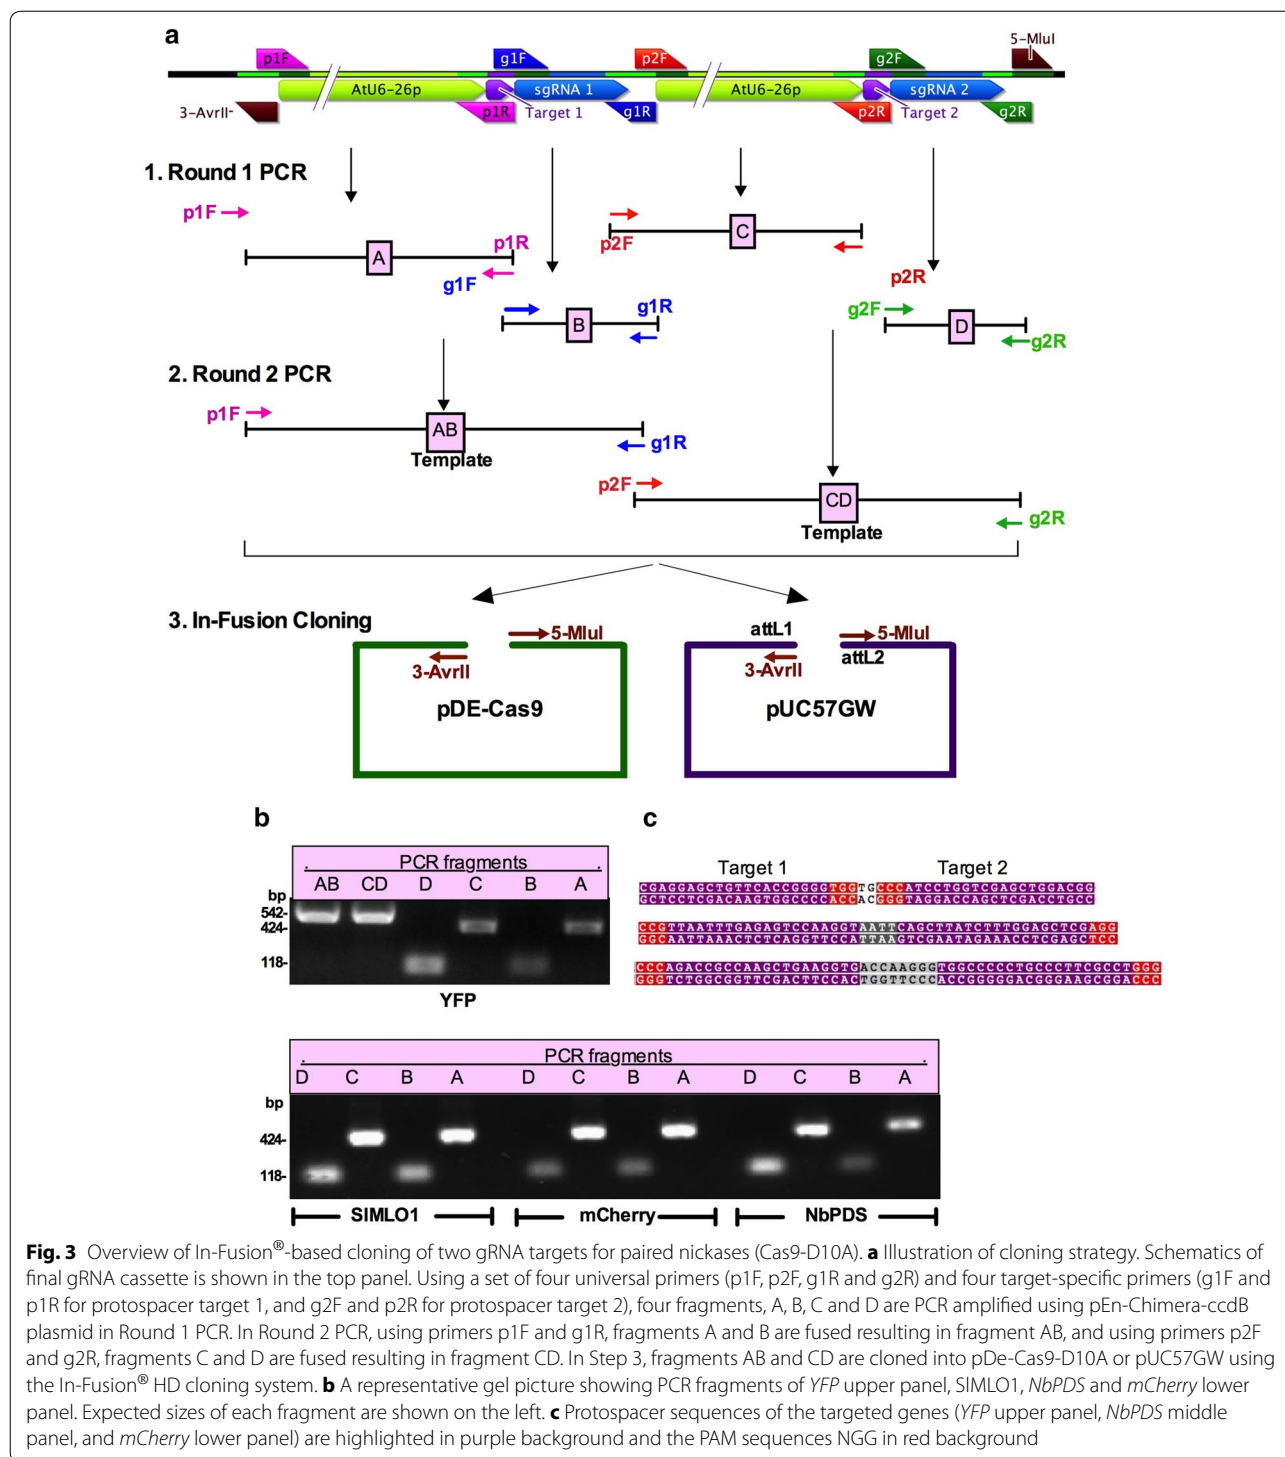 a
5-MluI
p1F
g1F
p2F
g2F
AtU6-26p
sgRNA 1
AtU6-26p
sgRNA 2
3-AvrII-
p1R
Target 1
g1R
p2R
Target 2
g2R
1. Round 1 PCR
p1F
A
p1R
p2F
C
p2R
g1F
B
g1R
g2F
D
g2R
2. Round 2 PCR
p1F
AB
g1R
Template
p2F
CD
g2R
Template
3. In-Fusion Cloning
5-MluI
3-AvrII
pDE-Cas9
attL1
5-MluI
attL2
3-AvrII
pUC57GW
b
PCR fragments
AB CD D C B A
bp
542-
424-
118-
YFP
c
Target 1 Target 2
CGAGGAGCTGTTCACCGGGGTGGTGCCCATCCTGGTCGAGCTGGACGG
GCTCCTCGACAAGTGGCCCCACCACGGGTAGGACCAGCTCGACCTGCC
CCGTTAATTTGAGAGTCCAAGGTAATTCAGCTTATCTTTGGAGCTCGAGG
GGCAATTAAACTCTCAGGTTCCATTAAGTCGAATAGAAACCTCGAGCTCC
CCCAGACCGCCAAGCTGAAGGTGACCAAGGGTGGCCCCCTGCCCTTCGCCTGGG
GGGTCTGGCGGTTCGACTTCCACTGGTTCCCACCGGGGGACGGGAAGCGGACCC
PCR fragments
D C B A D C B A D C B A
bp
424-
118-
SlMLO1 mCherry NbPDS
Fig. 3 Overview of In-Fusion®-based cloning of two gRNA targets for paired nickases (Cas9-D10A). a Illustration of cloning strategy. Schematics of
final gRNA cassette is shown in the top panel. Using a set of four universal primers (p1F, p2F, g1R and g2R) and four target-specific primers (g1F and
p1R for protospacer target 1, and g2F and p2R for protospacer target 2), four fragments, A, B, C and D are PCR amplified using pEn-Chimera-ccdB
plasmid in Round 1 PCR. In Round 2 PCR, using primers p1F and g1R, fragments A and B are fused resulting in fragment AB, and using primers p2F
and g2R, fragments C and D are fused resulting in fragment CD. In Step 3, fragments AB and CD are cloned into pDe-Cas9-D10A or pUC57GW using
the In-Fusion® HD cloning system. b A representative gel picture showing PCR fragments of YFP upper panel, SlMLO1, NbPDS and mCherry lower
panel. Expected sizes of each fragment are shown on the left. c Protospacer sequences of the targeted genes (YFP upper panel, NbPDS middle
panel, and mCherry lower panel) are highlighted in purple background and the PAM sequences NGG in red background